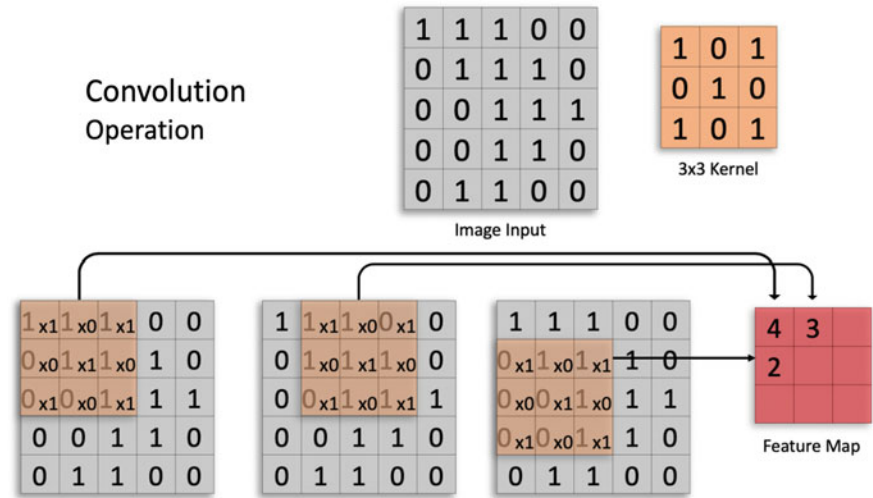 1 1 1 0 0
0 1 1 1 0
0 0 1 1 1
0 0 1 1 0
0 1 1 0 0
Image Input
1 0 1
0 1 0
1 0 1
3x3 Kernel
Convolution
Operation
1x1 1x0 1x1 0 0
0x0 1x1 1x0 1 0
0x1 0x0 1x1 1 1
0 0 1 1 0
0 1 1 0 0
1 1x1 1x0 0x1 0
0 1x0 1x1 1x0 0
0 1x0 1x1 1
0 0 1 1 0
0 1 1 0 0
1 1 1 0 0
0x1 1x0 1x1 1 0
0x0 0x1 1x0 1 1
0x1 0x0 1x1 1 0
0 1 1 0 0
4 3
2
Feature Map